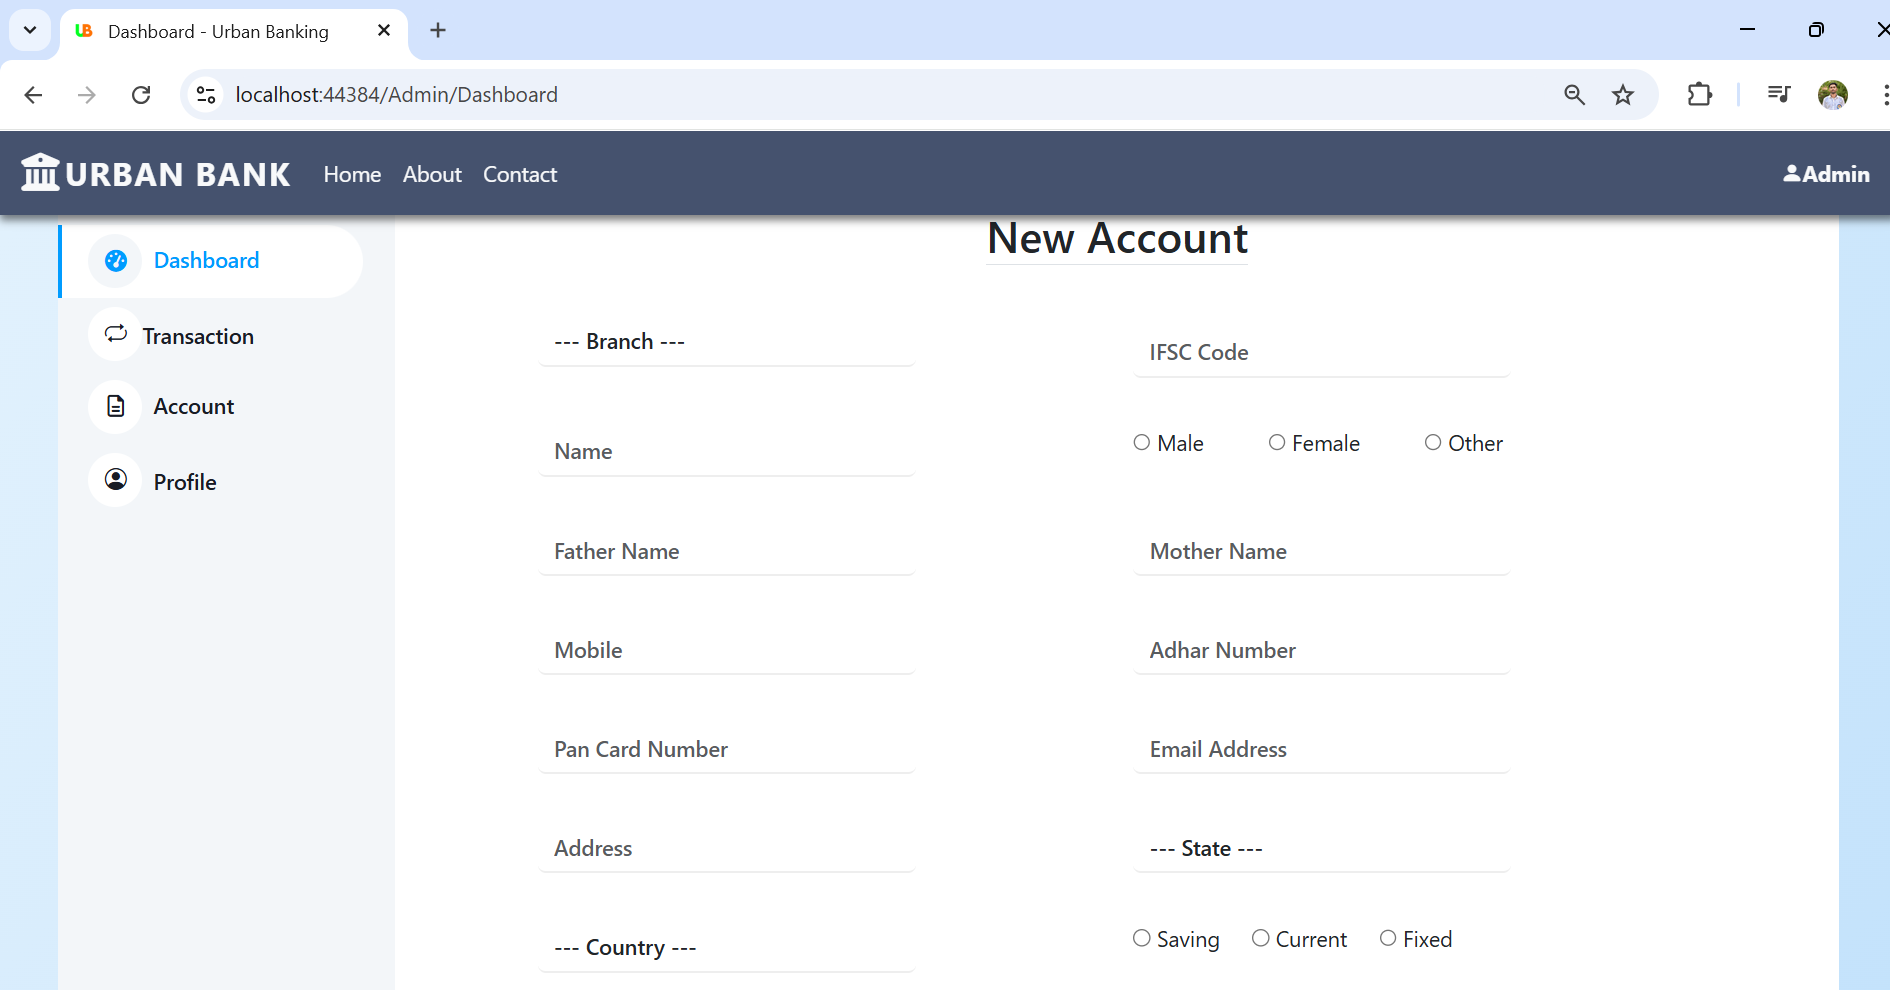 Dashboard - Urban Banking
localhost:44384/Admin/Dashboard
URBAN BANK Home About Contact Admin
Dashboard
Transaction
Account
Profile
New Account
--- Branch --- IFSC Code
Name Male Female Other
Father Name Mother Name
Mobile Adhar Number
Pan Card Number Email Address
Address --- State ---
--- Country --- Saving Current Fixed